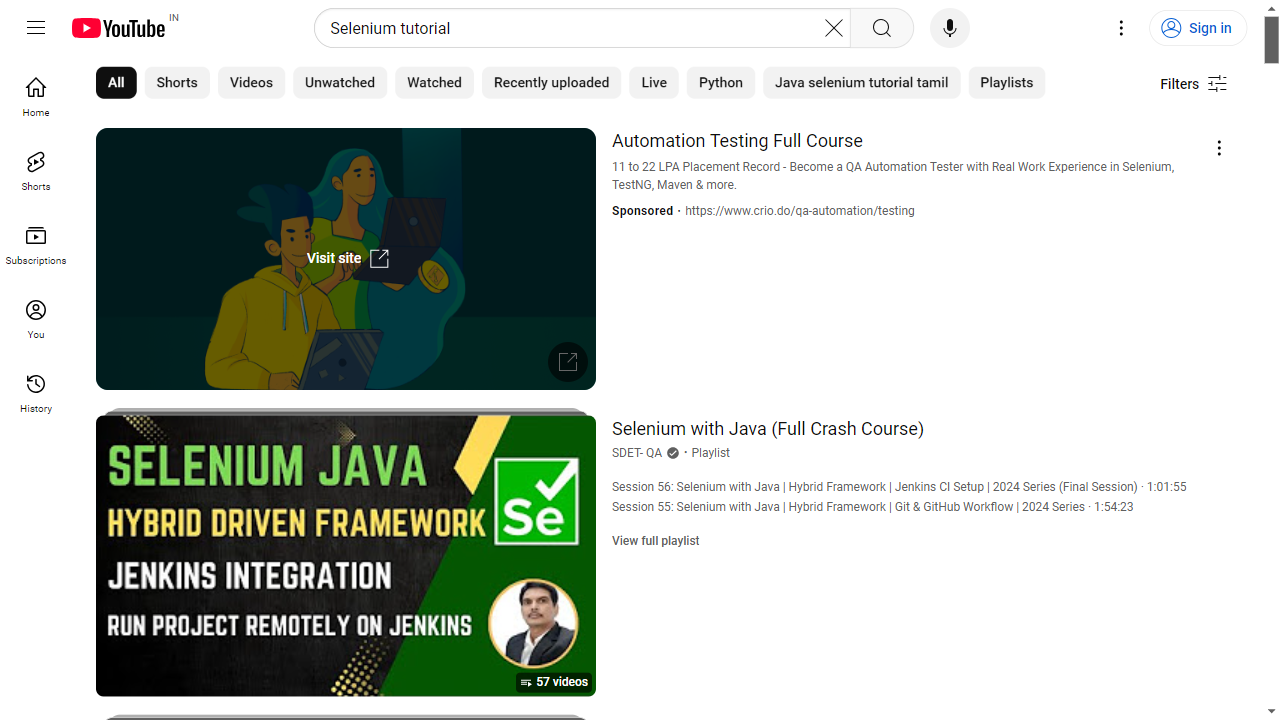 YouTube IN
Selenium tutorial
Sign in
All
Shorts
Videos
Unwatched
Watched
Recently uploaded
Live
Python
Java selenium tutorial tamil
Playlists
Filters
Home
Shorts
Subscriptions
You
History
Visit site
Automation Testing Full Course
11 to 22 LPA Placement Record - Become a QA Automation Tester with Real Work Experience in Selenium,
TestNG, Maven & more.
Sponsored · https://www.crio.do/qa-automation/testing
SELENIUM JAVA
HYBRID DRIVEN FRAMEWORK
JENKINS INTEGRATION
RUN PROJECT REMOTELY ON JENKINS
Se
57 videos
Selenium with Java (Full Crash Course)
SDET- QA · Playlist
Session 56: Selenium with Java | Hybrid Framework | Jenkins CI Setup | 2024 Series (Final Session) · 1:01:55
Session 55: Selenium with Java | Hybrid Framework | Git & GitHub Workflow | 2024 Series · 1:54:23
View full playlist